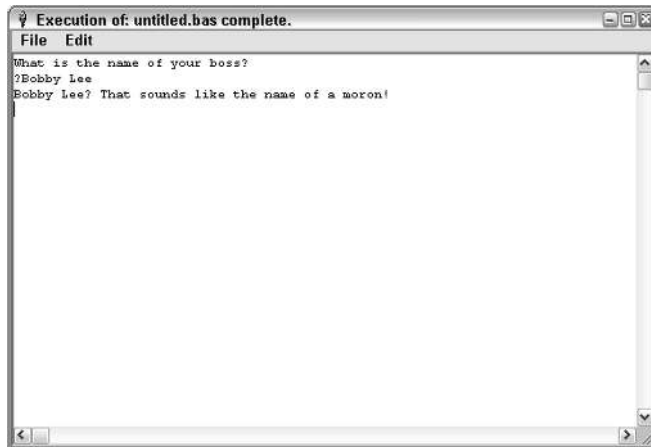 Execution of: untitled.bas complete.
File Edit
What is the name of your boss?
?Bobby Lee
Bobby Lee? That sounds like the name of a moron!